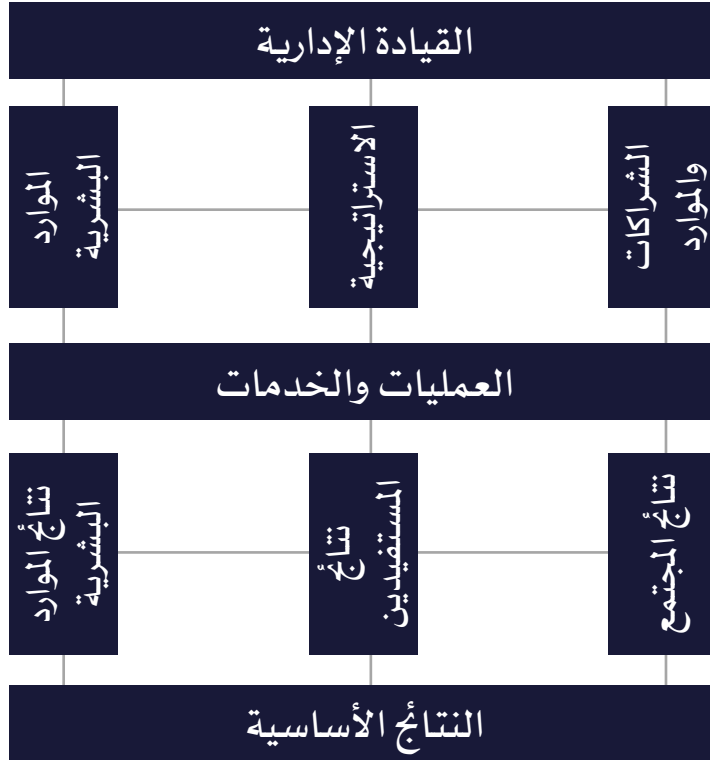 القيادة الإدارية
الشراكات
والموارد
الاستراتيجية
الموارد
البشرية
العمليات والخدمات
نتائج المجتمع
نتائج
المستفيدين
نتائج الموارد
البشرية
النتائج الأساسية